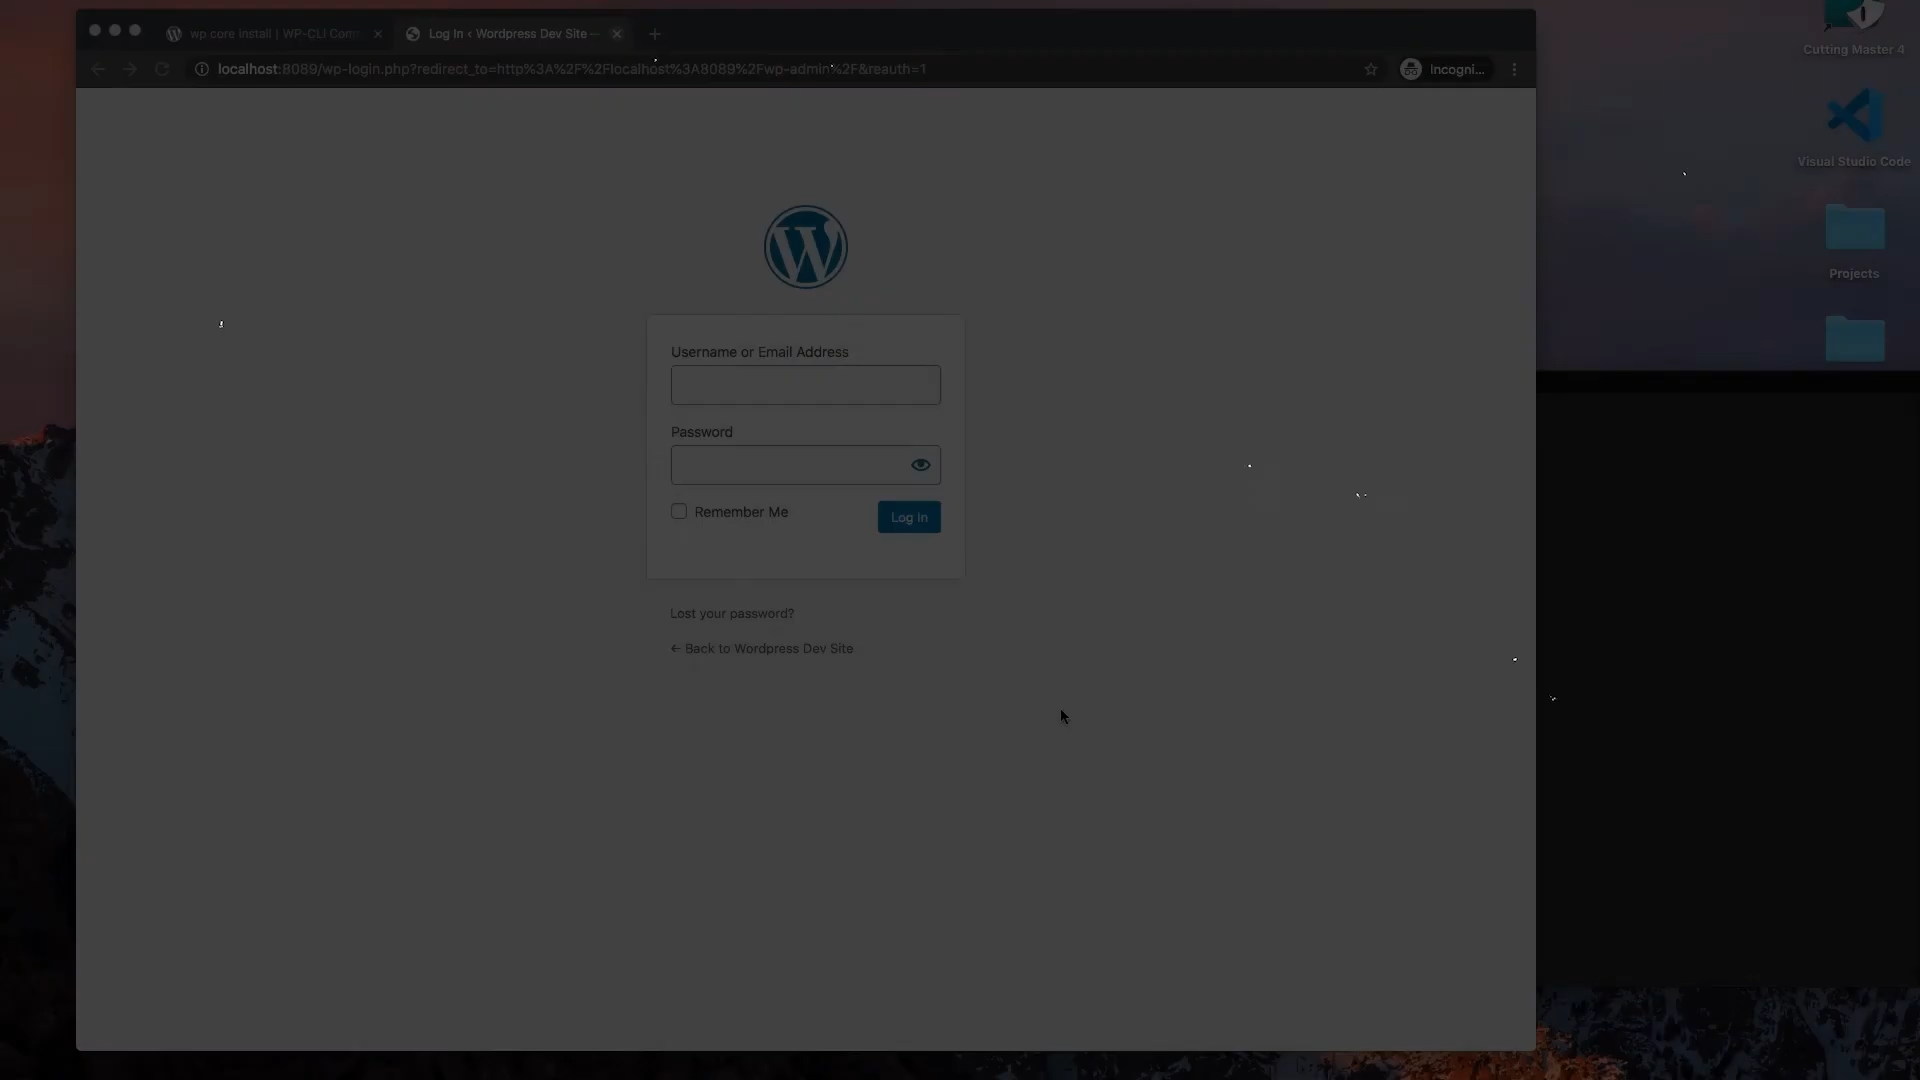 wp core install | WP-CLI Com
Log In ‹ Wordpress Dev Site —
localhost:8089/wp-login.php?redirect_to=http%3A%2F%2Flocalhost%3A8089%2Fwp-admin%2F&reauth=1
Incogni...
Cutting Master 4
Visual Studio Code
Projects
Username or Email Address
Password
Remember Me
Log In
Lost your password?
← Back to Wordpress Dev Site